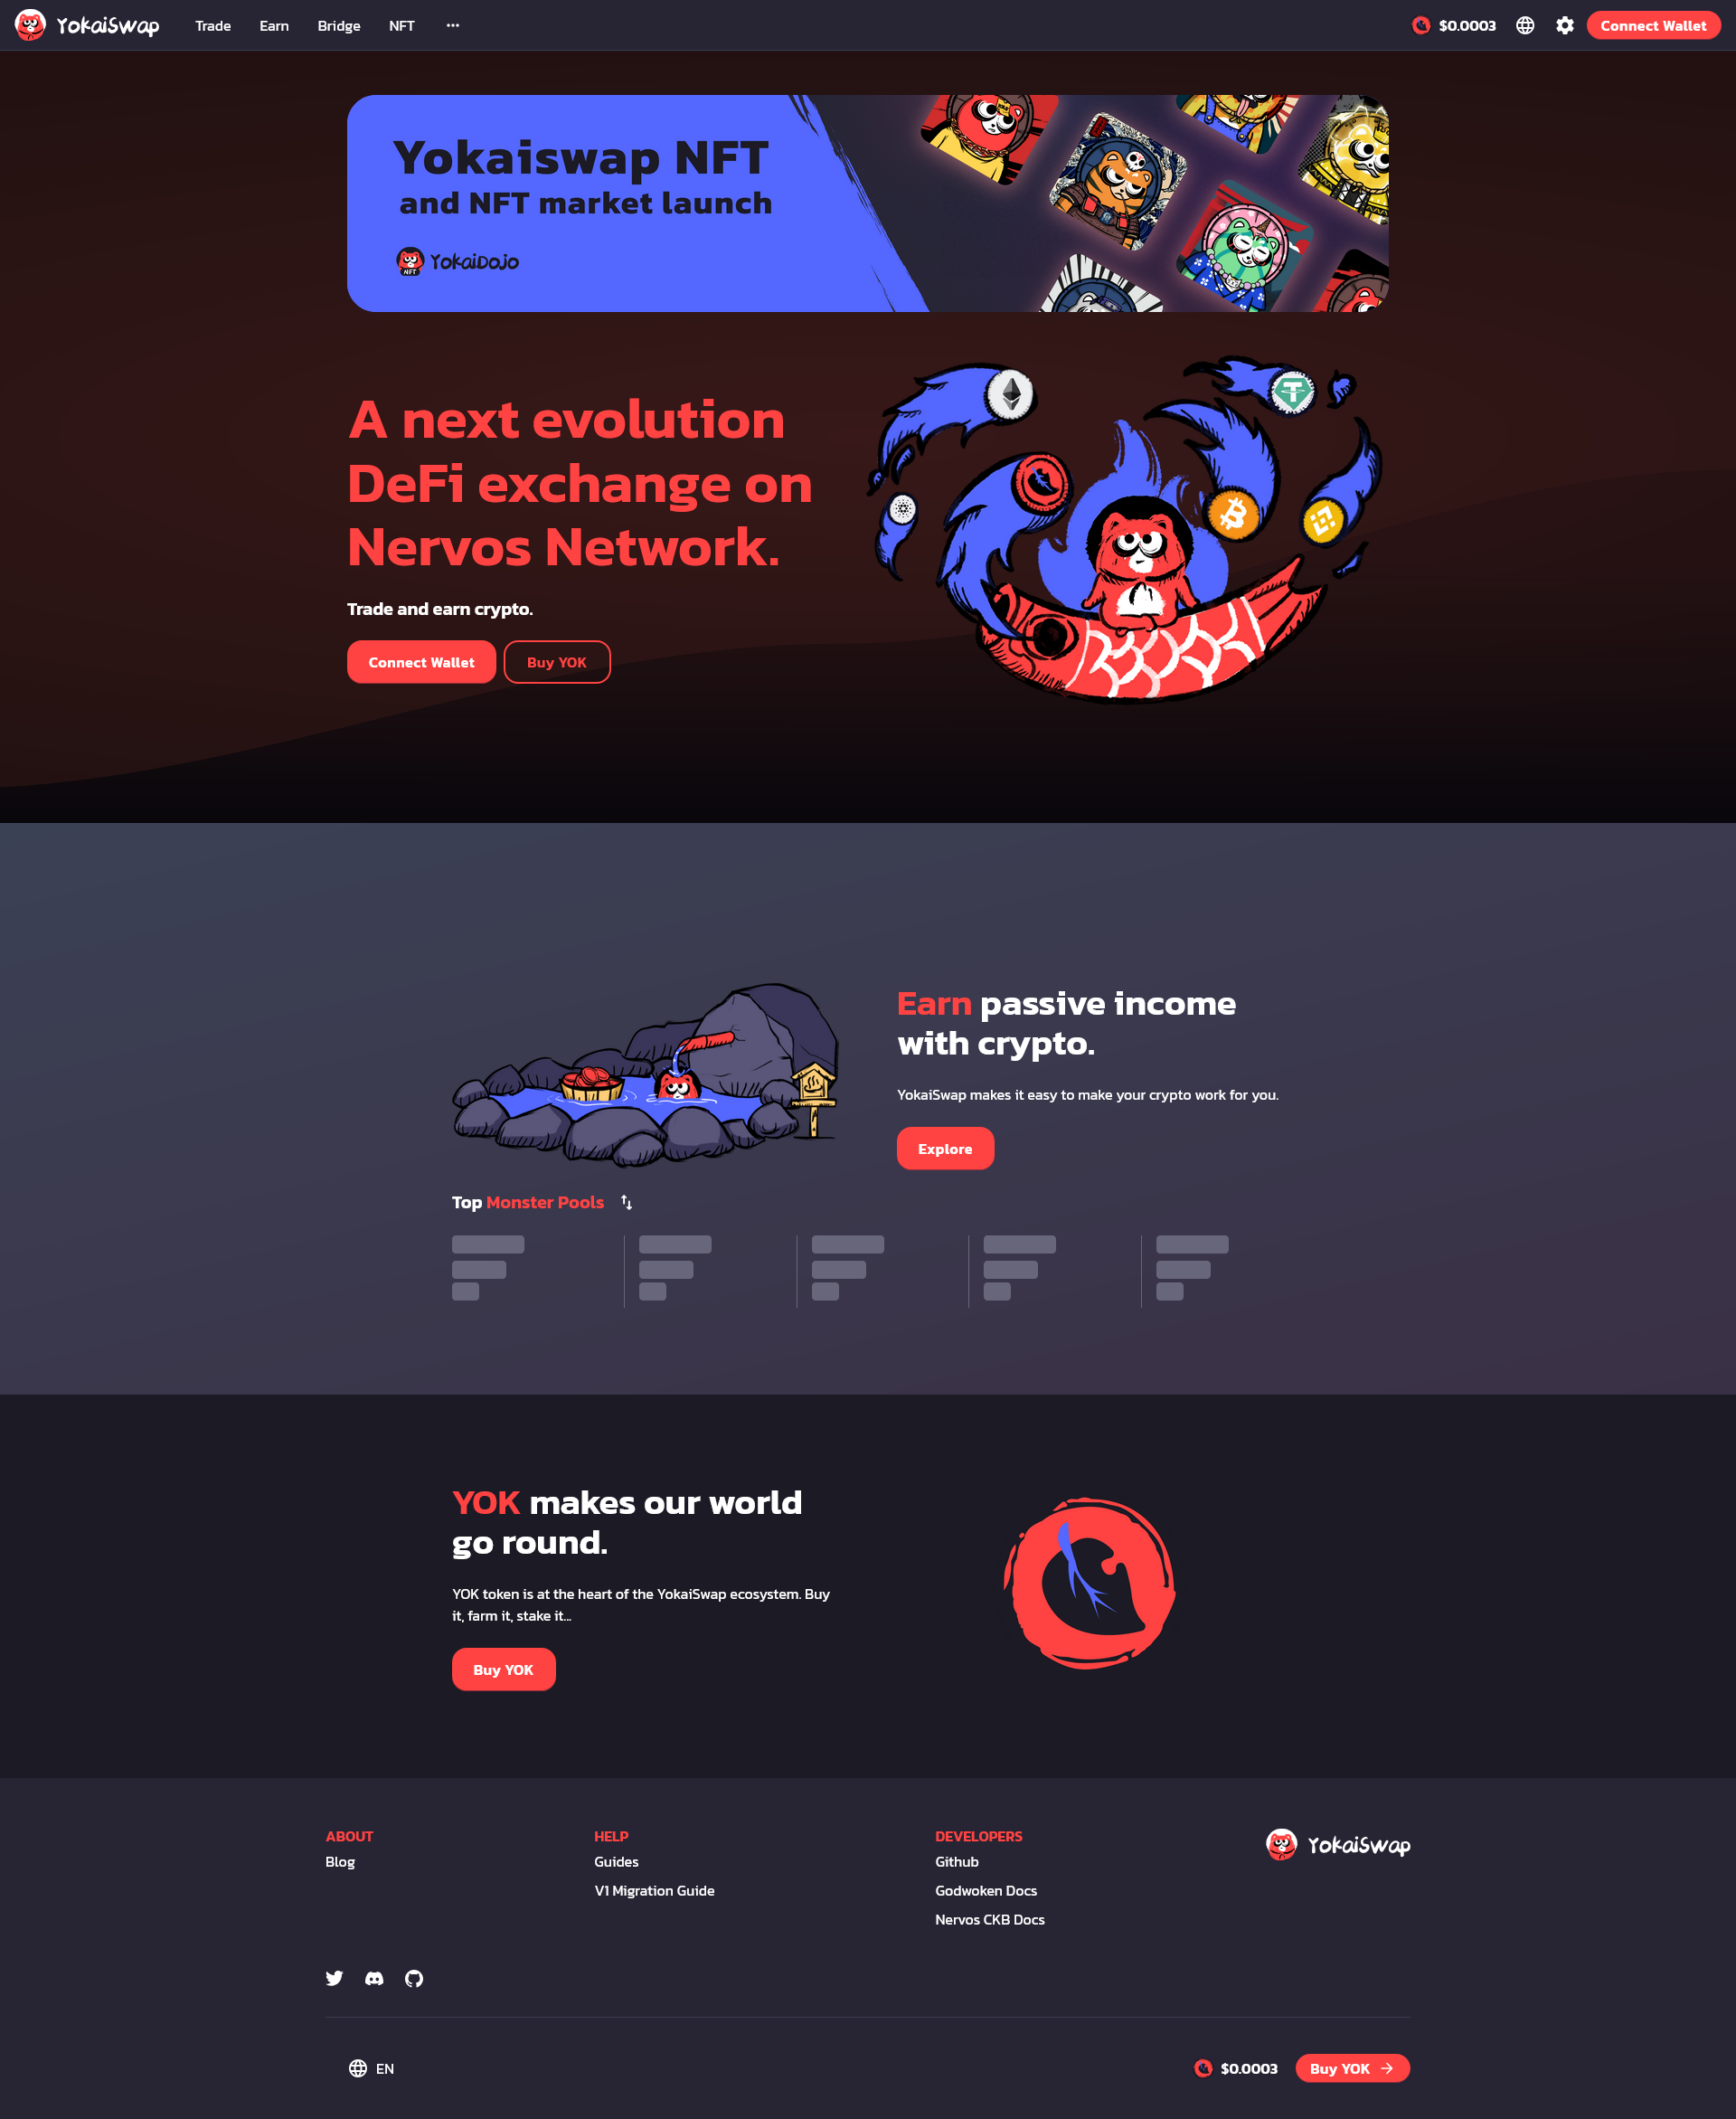 YokaiSwap
Trade
Earn
Bridge
NFT
$0.0003
Connect Wallet
Yokaiswap NFT
and NFT market launch
NFT
YokaiDojo
A next evolution
DeFi exchange on
Nervos Network.
Trade and earn crypto.
Connect Wallet
Buy YOK
Earn passive income
with crypto.
YokaiSwap makes it easy to make your crypto work for you.
Explore
Top Monster Pools
YOK makes our world
go round.
YOK token is at the heart of the YokaiSwap ecosystem. Buy
it, farm it, stake it...
Buy YOK
ABOUT
Blog
HELP
Guides
V1 Migration Guide
DEVELOPERS
Github
Godwoken Docs
Nervos CKB Docs
YokaiSwap
EN
$0.0003
Buy YOK